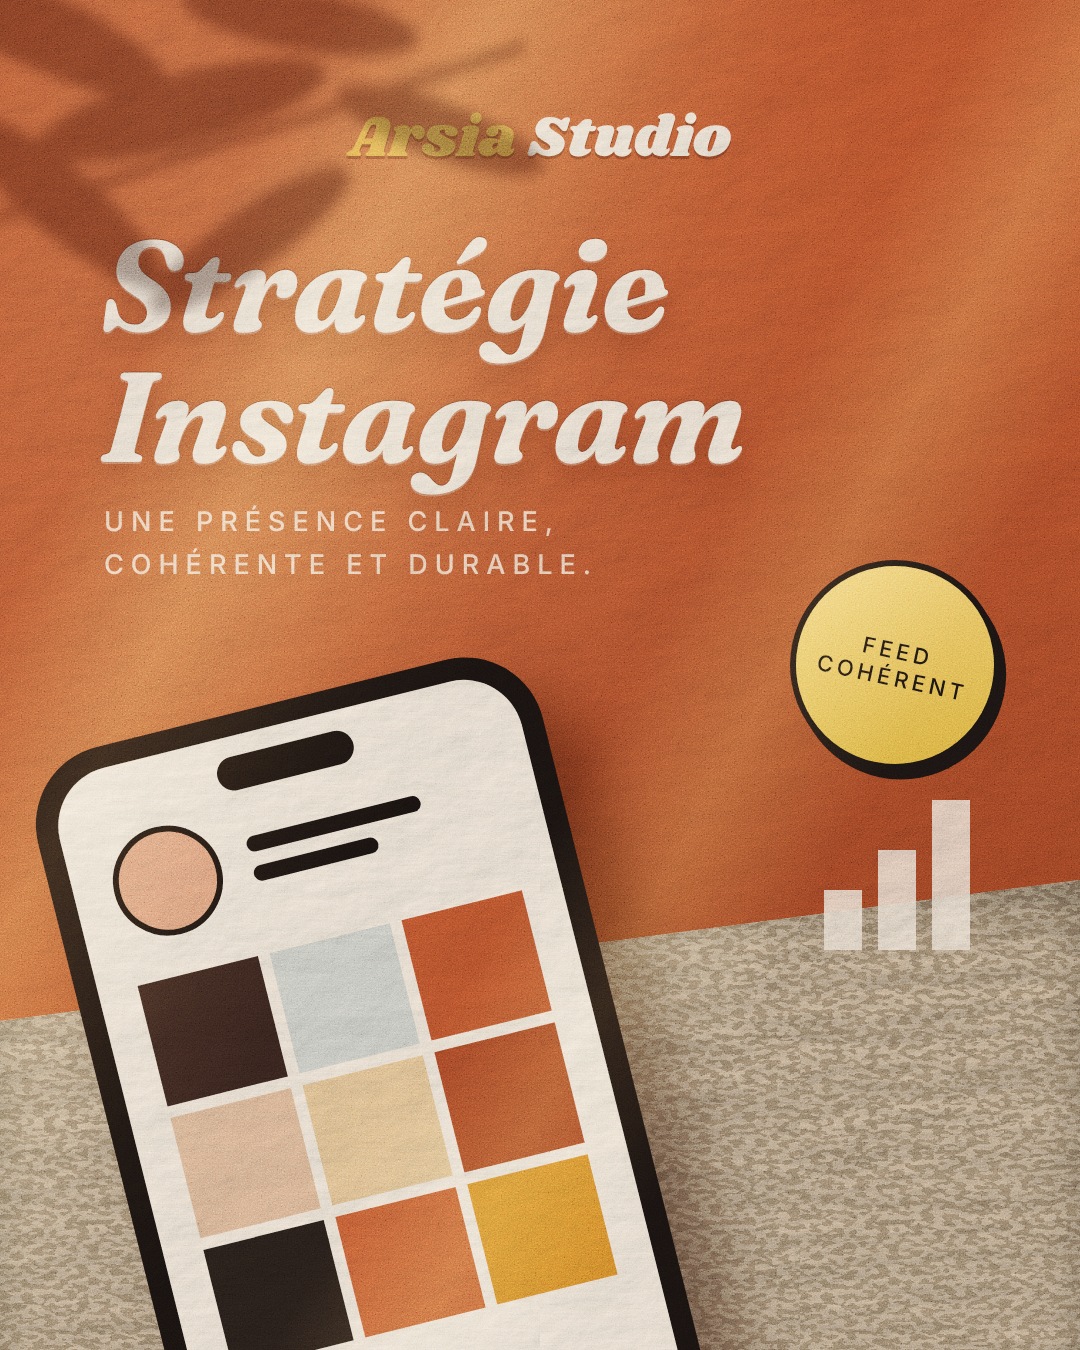 Arsia Studio
Stratégie
Instagram
UNE PRÉSENCE CLAIRE,
COHÉRENTE ET DURABLE.
FEED
COHÉRENT